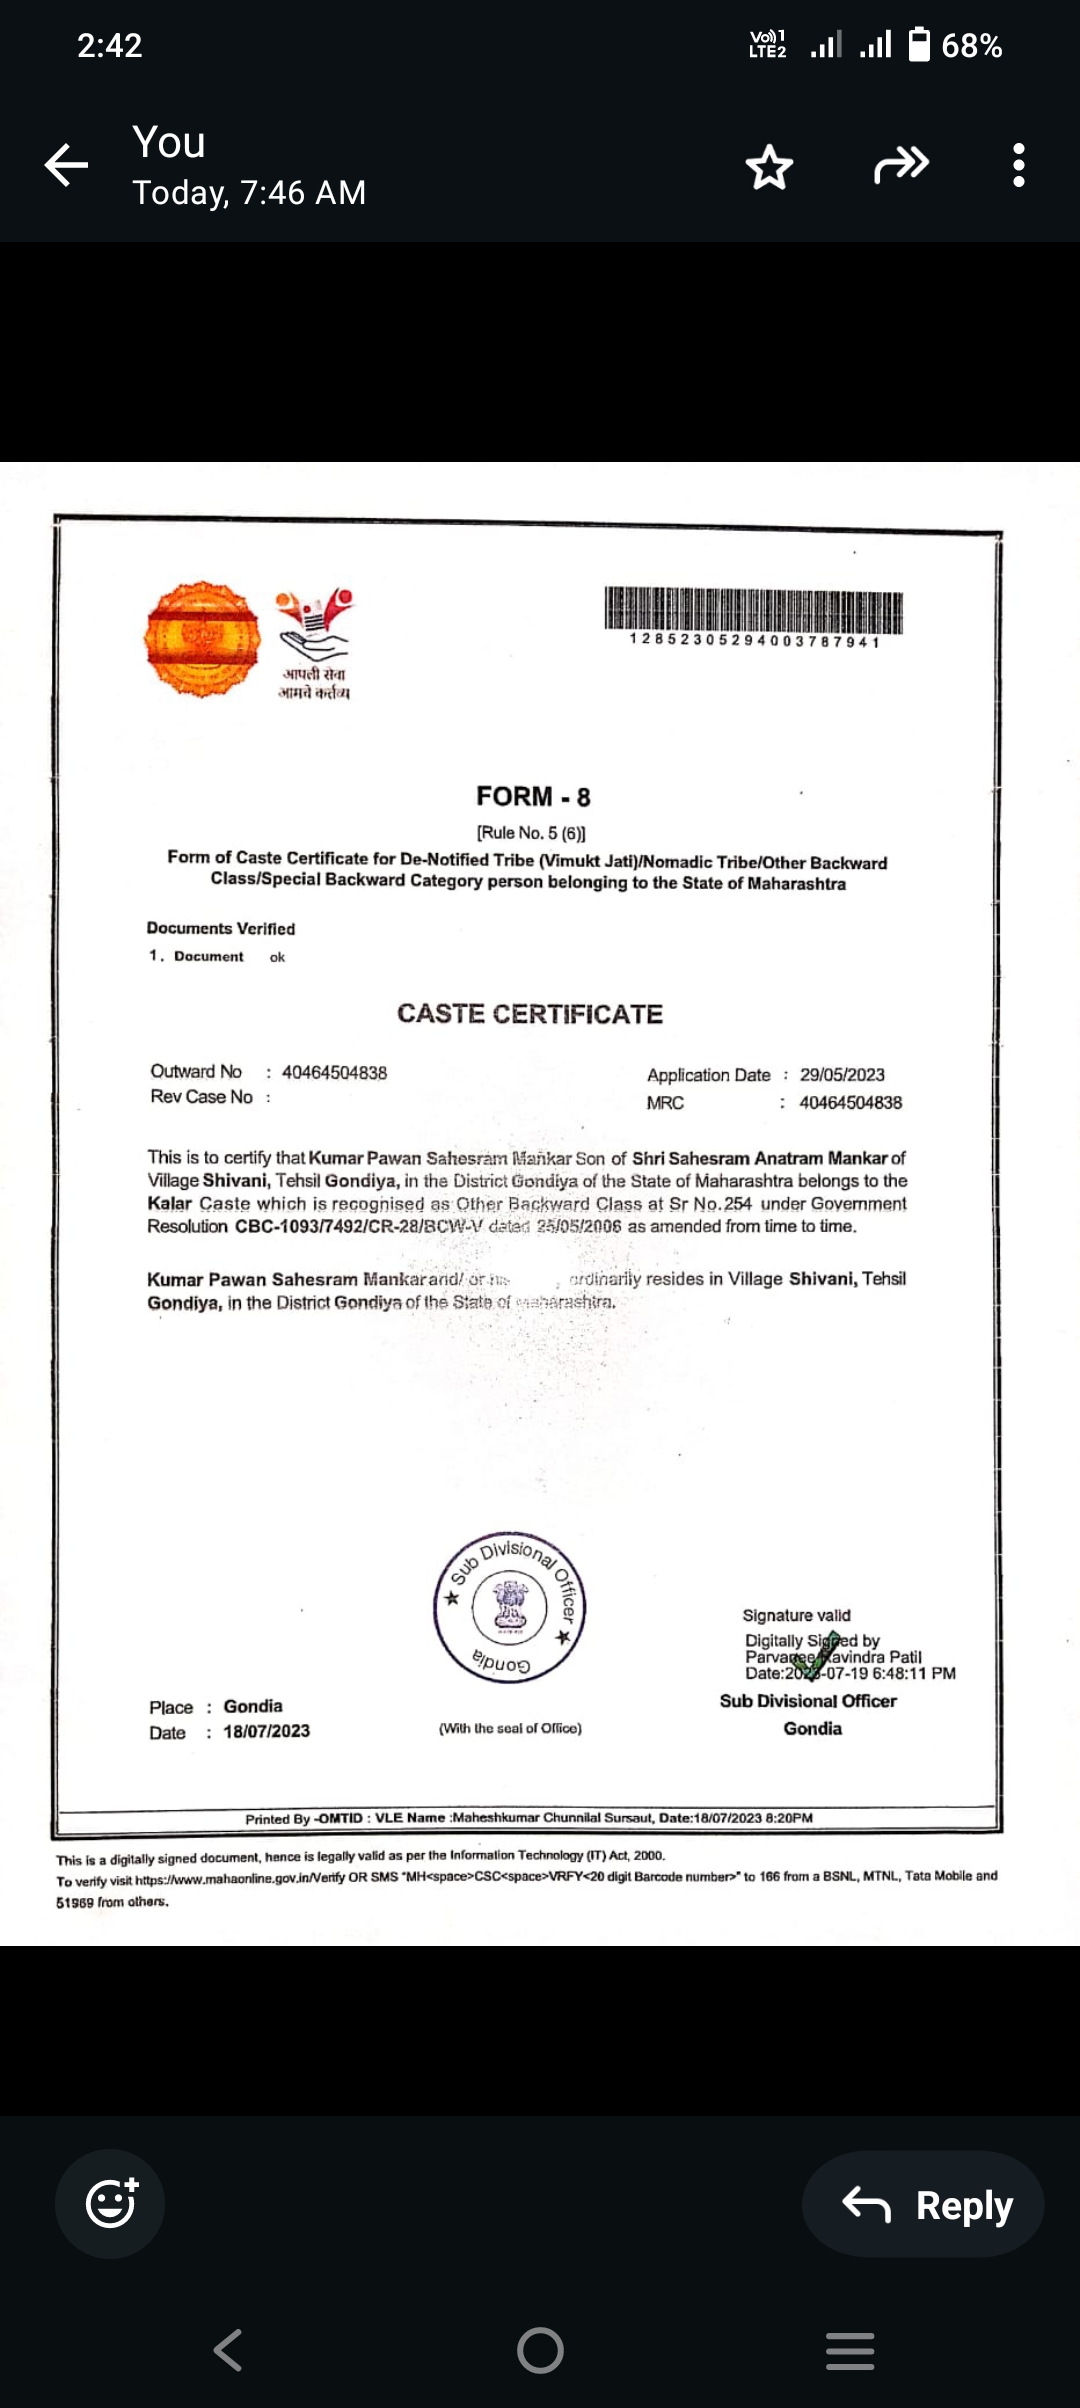 2:42
Vo)) 1
LTE2
68%
You
Today, 7:46 AM
आपली सेवा
आमचे कर्तव्य
12852305294003787941
FORM - 8
[Rule No. 5 (6)]
Form of Caste Certificate for De-Notified Tribe (Vimukt Jati)/Nomadic Tribe/Other Backward
Class/Special Backward Category person belonging to the State of Maharashtra
Documents Verified
1. Document ok
CASTE CERTIFICATE
Outward No : 40464504838
Application Date : 29/05/2023
Rev Case No :
MRC : 40464504838
This is to certify that Kumar Pawan Sahesram Mankar Son of Shri Sahesram Anatram Mankar of
Village Shivani, Tehsil Gondiya, in the District Gondiya of the State of Maharashtra belongs to the
Kalar Caste which is recognised as Other Backward Class at Sr No.254 under Government
Resolution CBC-1093/7492/CR-28/BCW-V dated 25/05/2006 as amended from time to time.
Kumar Pawan Sahesram Mankar and/ or ordinarily resides in Village Shivani, Tehsil
Gondiya, in the District Gondiya of the State of Maharashtra.
Sub Divisional Officer
Gondia
Signature valid
Digitally Signed by
Ravindra Patil
-07-19 6:48:11 PM
Sub Divisional Officer
Gondia
Place : Gondia
Date : 18/07/2023
(With the seal of Office)
Printed By -OMTID : VLE Name :Maheshkumar Chunnilal Sursaut, Date:18/07/2023 8:20PM
This is a digitally signed document, hence is legally valid as per the Information Technology (IT) Act, 2000.
To verify visit https://www.mahaonline.gov.in/Verify OR SMS "MH<space>CSC<space>VRFY<20 digit Barcode number>" to 166 from a BSNL, MTNL, Tata Mobile and
51969 from others.
Reply